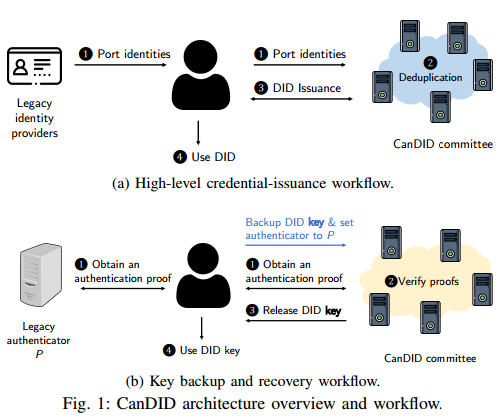 ❶ Port identities
❶ Port identities
❷
Deduplication
❸ DID Issuance
Legacy
identity
providers
CanDID committee
❹ Use DID
(a) High-level credential-issuance workflow.
Backup DID key & set
authenticator to P
❶ Obtain an
authentication proof
❶ Obtain an
authentication proof
❷Verify proofs
❸ Release DID key
Legacy
authenticator
P
❹ Use DID key
CanDID committee
(b) Key backup and recovery workflow.
Fig. 1: CanDID architecture overview and workflow.